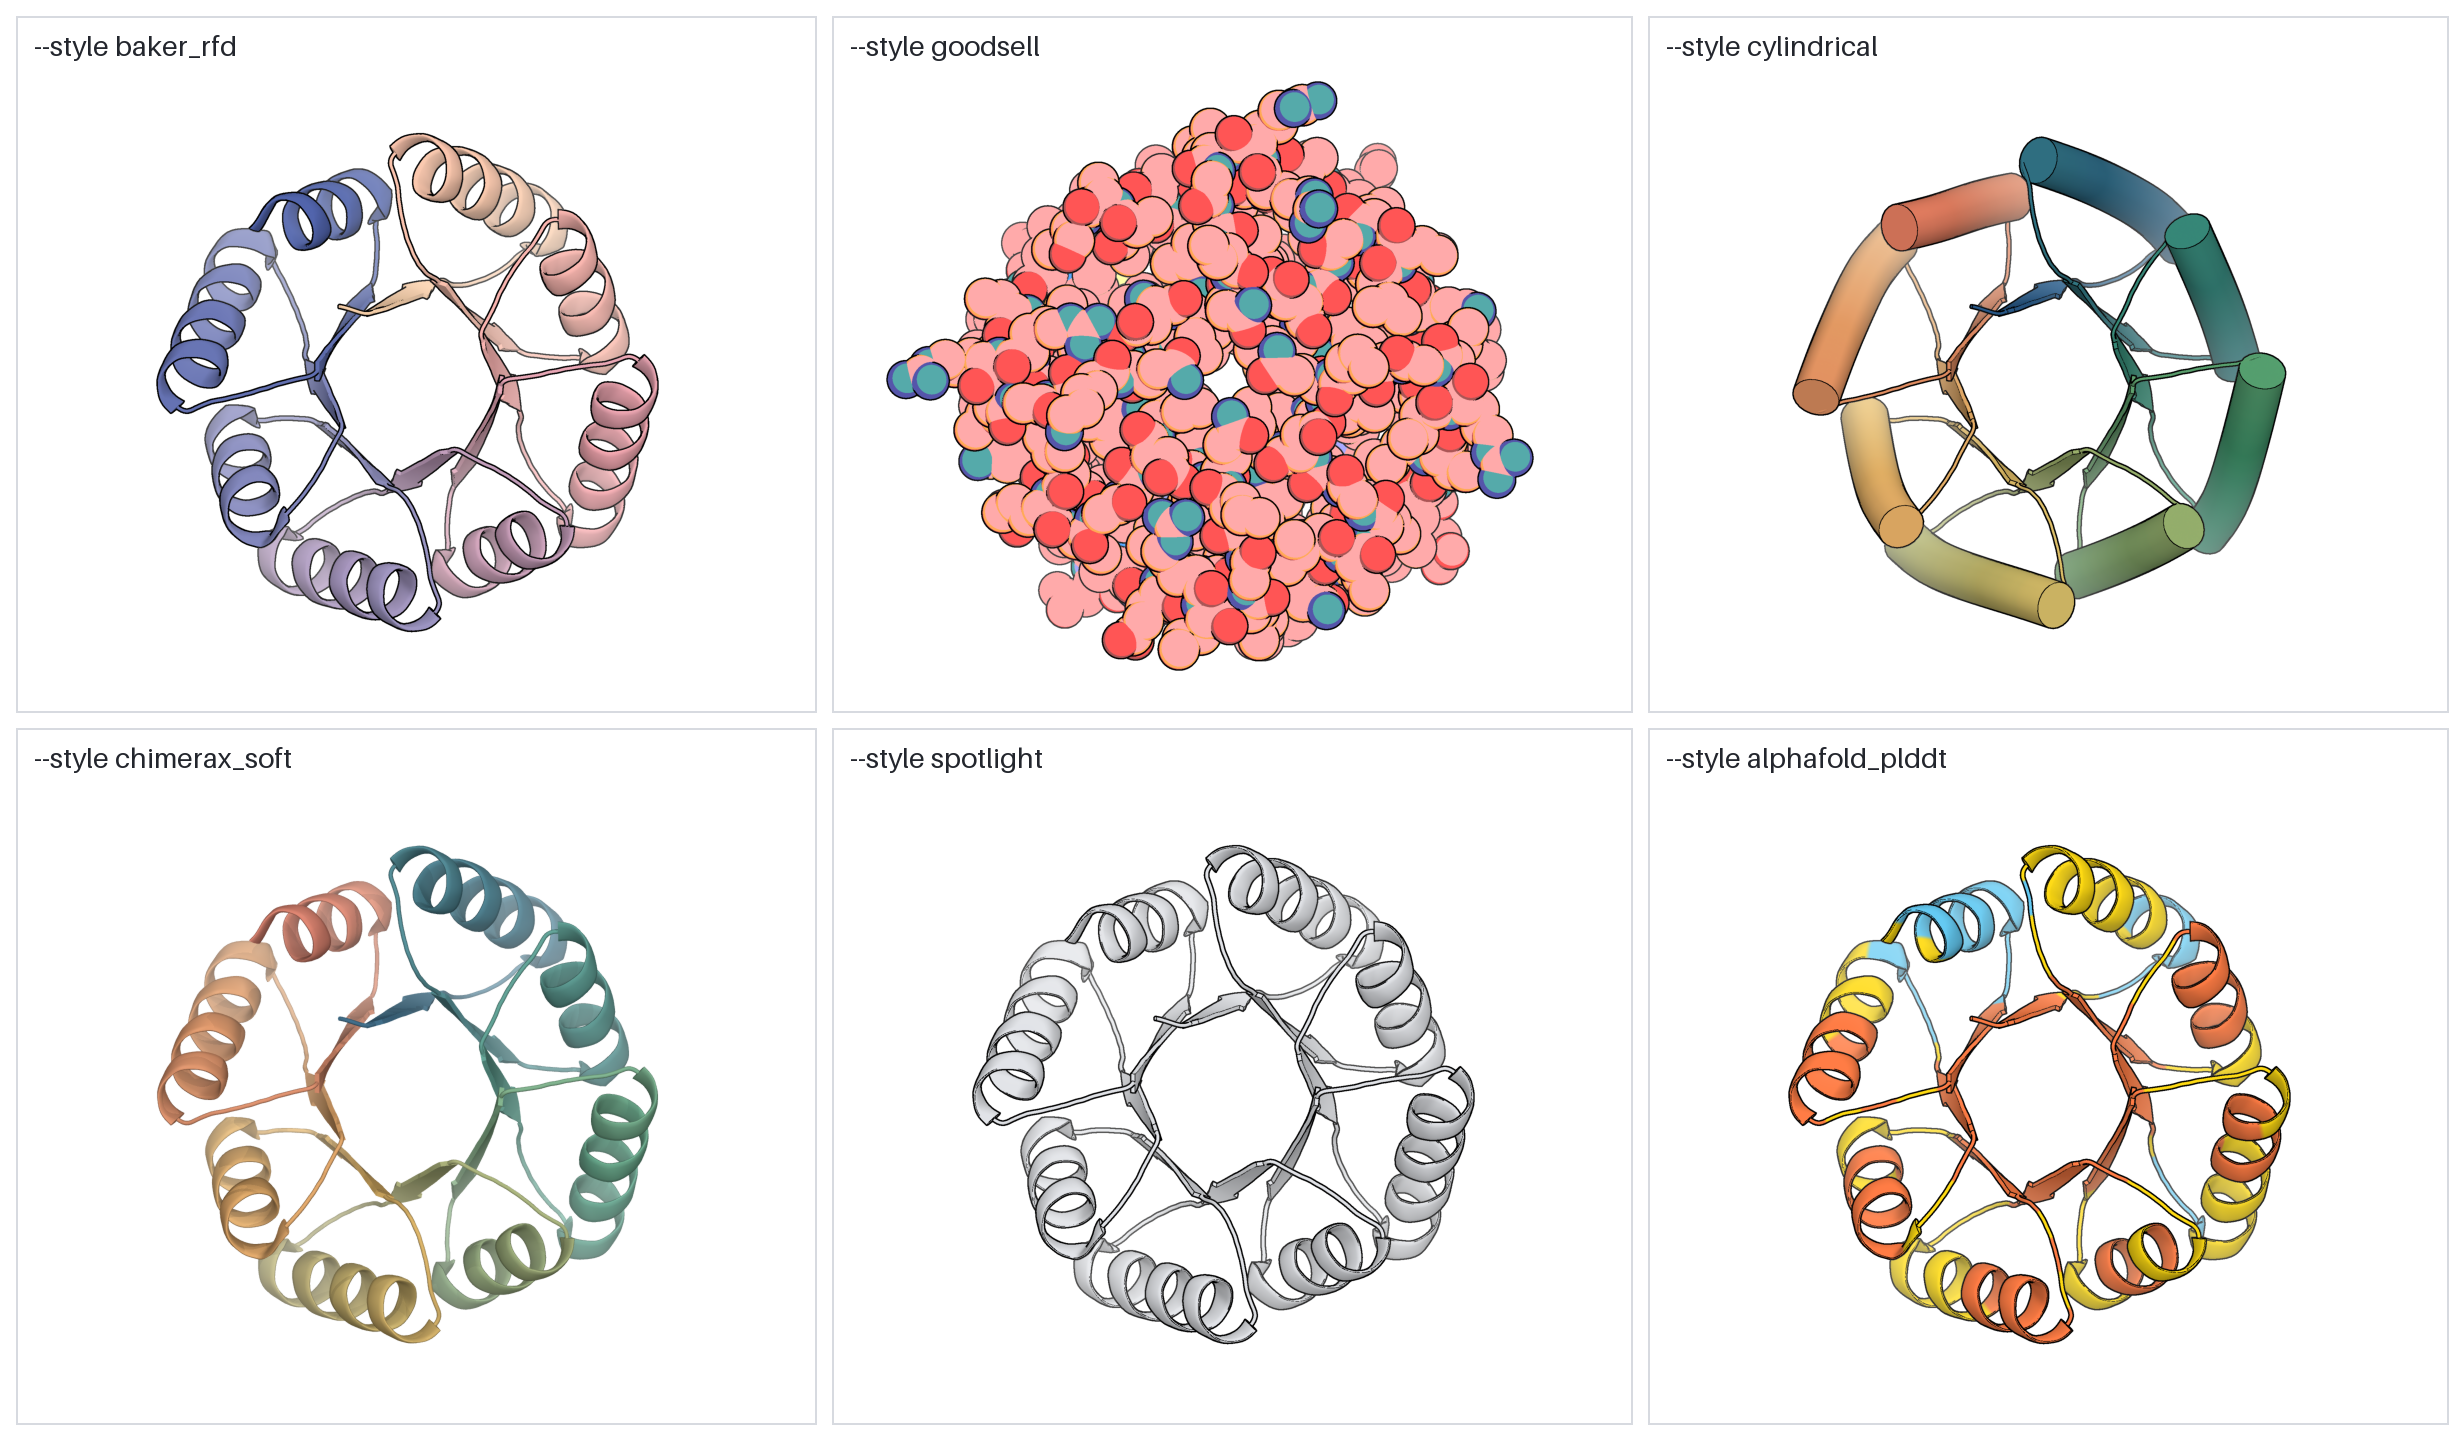 --style baker_rfd
--style goodsell
--style cylindrical
--style chimerax_soft
--style spotlight
--style alphafold_plddt